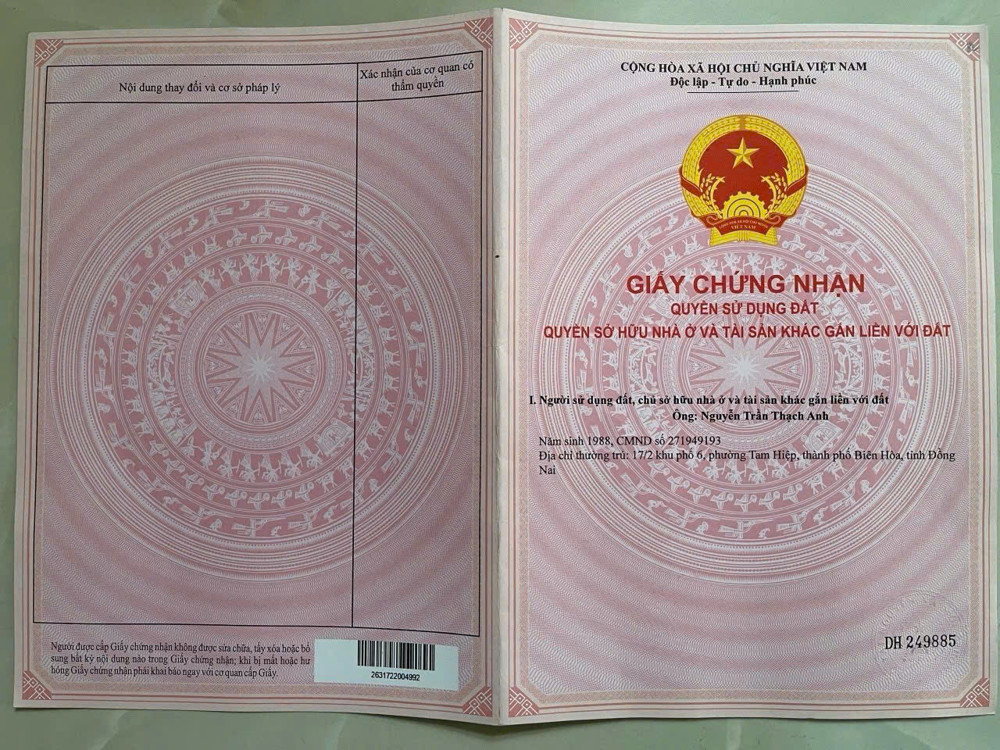 Nội dung thay đổi và cơ sở pháp lý
Xác nhận của cơ quan có
thẩm quyền
Người được cấp Giấy chứng nhận không được sửa chữa, tẩy xóa hoặc bổ
sung bất kỳ nội dung nào trong Giấy chứng nhận; khi bị mất hoặc hư
hỏng Giấy chứng nhận phải khai báo ngay với cơ quan cấp Giấy.
2631722004992
CỘNG HÒA XÃ HỘI CHỦ NGHĨA VIỆT NAM
Độc lập - Tự do - Hạnh phúc
VIỆT NAM
GIẤY CHỨNG NHẬN
QUYỀN SỬ DỤNG ĐẤT
QUYỀN SỞ HỮU NHÀ Ở VÀ TÀI SẢN KHÁC GẮN LIỀN VỚI ĐẤT
I. Người sử dụng đất, chủ sở hữu nhà ở và tài sản khác gắn liền với đất
Ông: Nguyễn Trần Thạch Anh
Năm sinh 1988, CMND số 271949193
Địa chỉ thường trú: 17/2 khu phố 6, phường Tam Hiệp, thành phố Biên Hòa, tỉnh Đồng
Nai
DH 249885